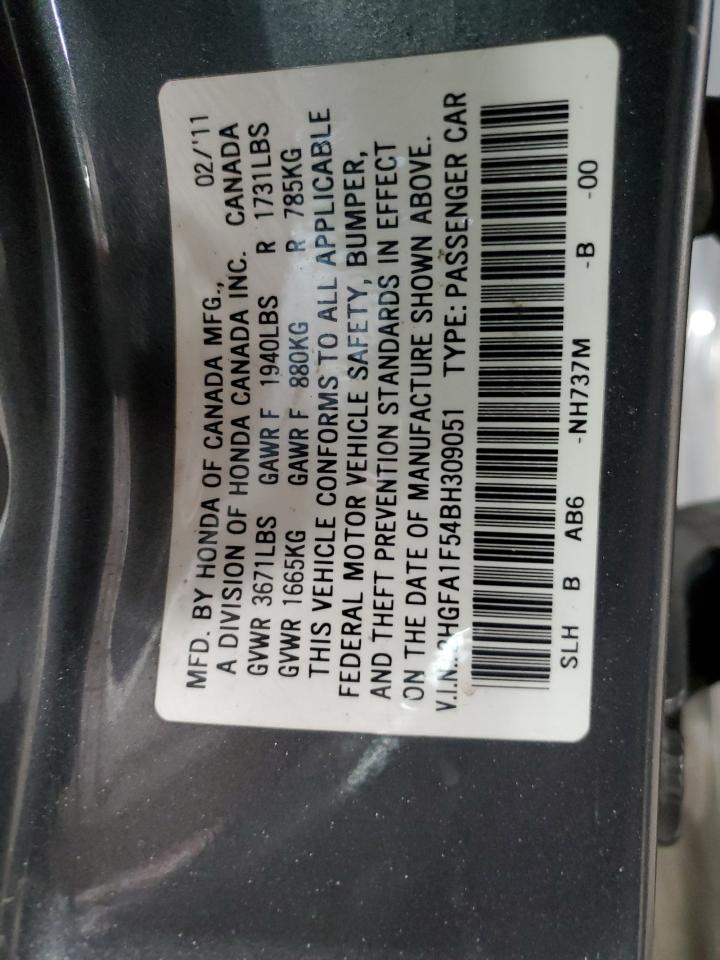 MFD. BY HONDA OF CANADA MFG., 02/'11
A DIVISION OF HONDA CANADA INC. CANADA
GVWR 3671LBS GAWR F 1940LBS R 1731LBS
GVWR 1665KG GAWR F 880KG R 785KG
THIS VEHICLE CONFORMS TO ALL APPLICABLE
FEDERAL MOTOR VEHICLE SAFETY, BUMPER,
AND THEFT PREVENTION STANDARDS IN EFFECT
ON THE DATE OF MANUFACTURE SHOWN ABOVE.
V.I.N.: 2HGFA1F54BH309051 TYPE: PASSENGER CAR
SLH B AB6 -NH737M -B -00